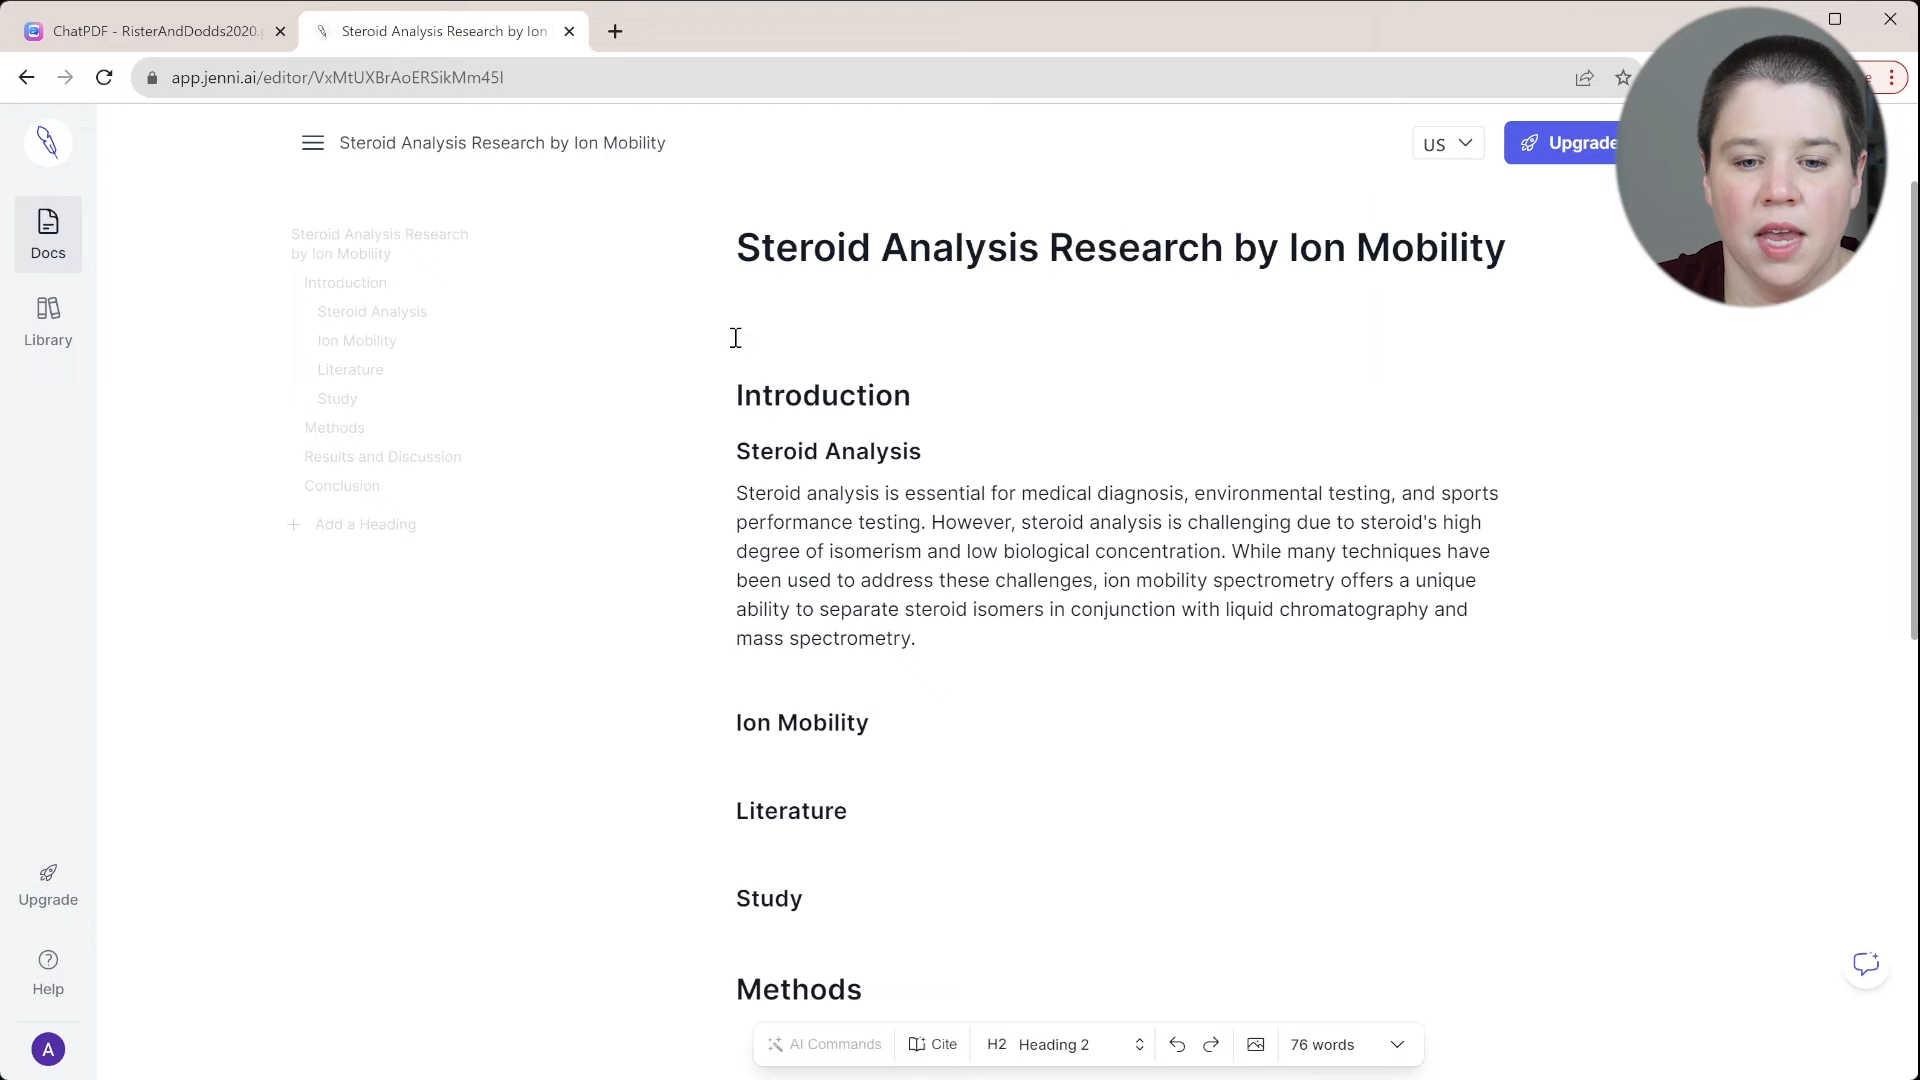 ChatPDF - RisterAndDodds2020.
Steroid Analysis Research by Ion
app.jenni.ai/editor/VxMtUXBrAoERSikMm45I
Steroid Analysis Research by Ion Mobility
US
Upgrade
Docs
Library
Upgrade
Help
A
Steroid Analysis Research
by Ion Mobility
Introduction
Steroid Analysis
Ion Mobility
Literature
Study
Methods
Results and Discussion
Conclusion
Add a Heading
Steroid Analysis Research by Ion Mobility
Introduction
Steroid Analysis
Steroid analysis is essential for medical diagnosis, environmental testing, and sports
performance testing. However, steroid analysis is challenging due to steroid's high
degree of isomerism and low biological concentration. While many techniques have
been used to address these challenges, ion mobility spectrometry offers a unique
ability to separate steroid isomers in conjunction with liquid chromatography and
mass spectrometry.
Ion Mobility
Literature
Study
Methods
AI Commands
Cite
H2 Heading 2
76 words